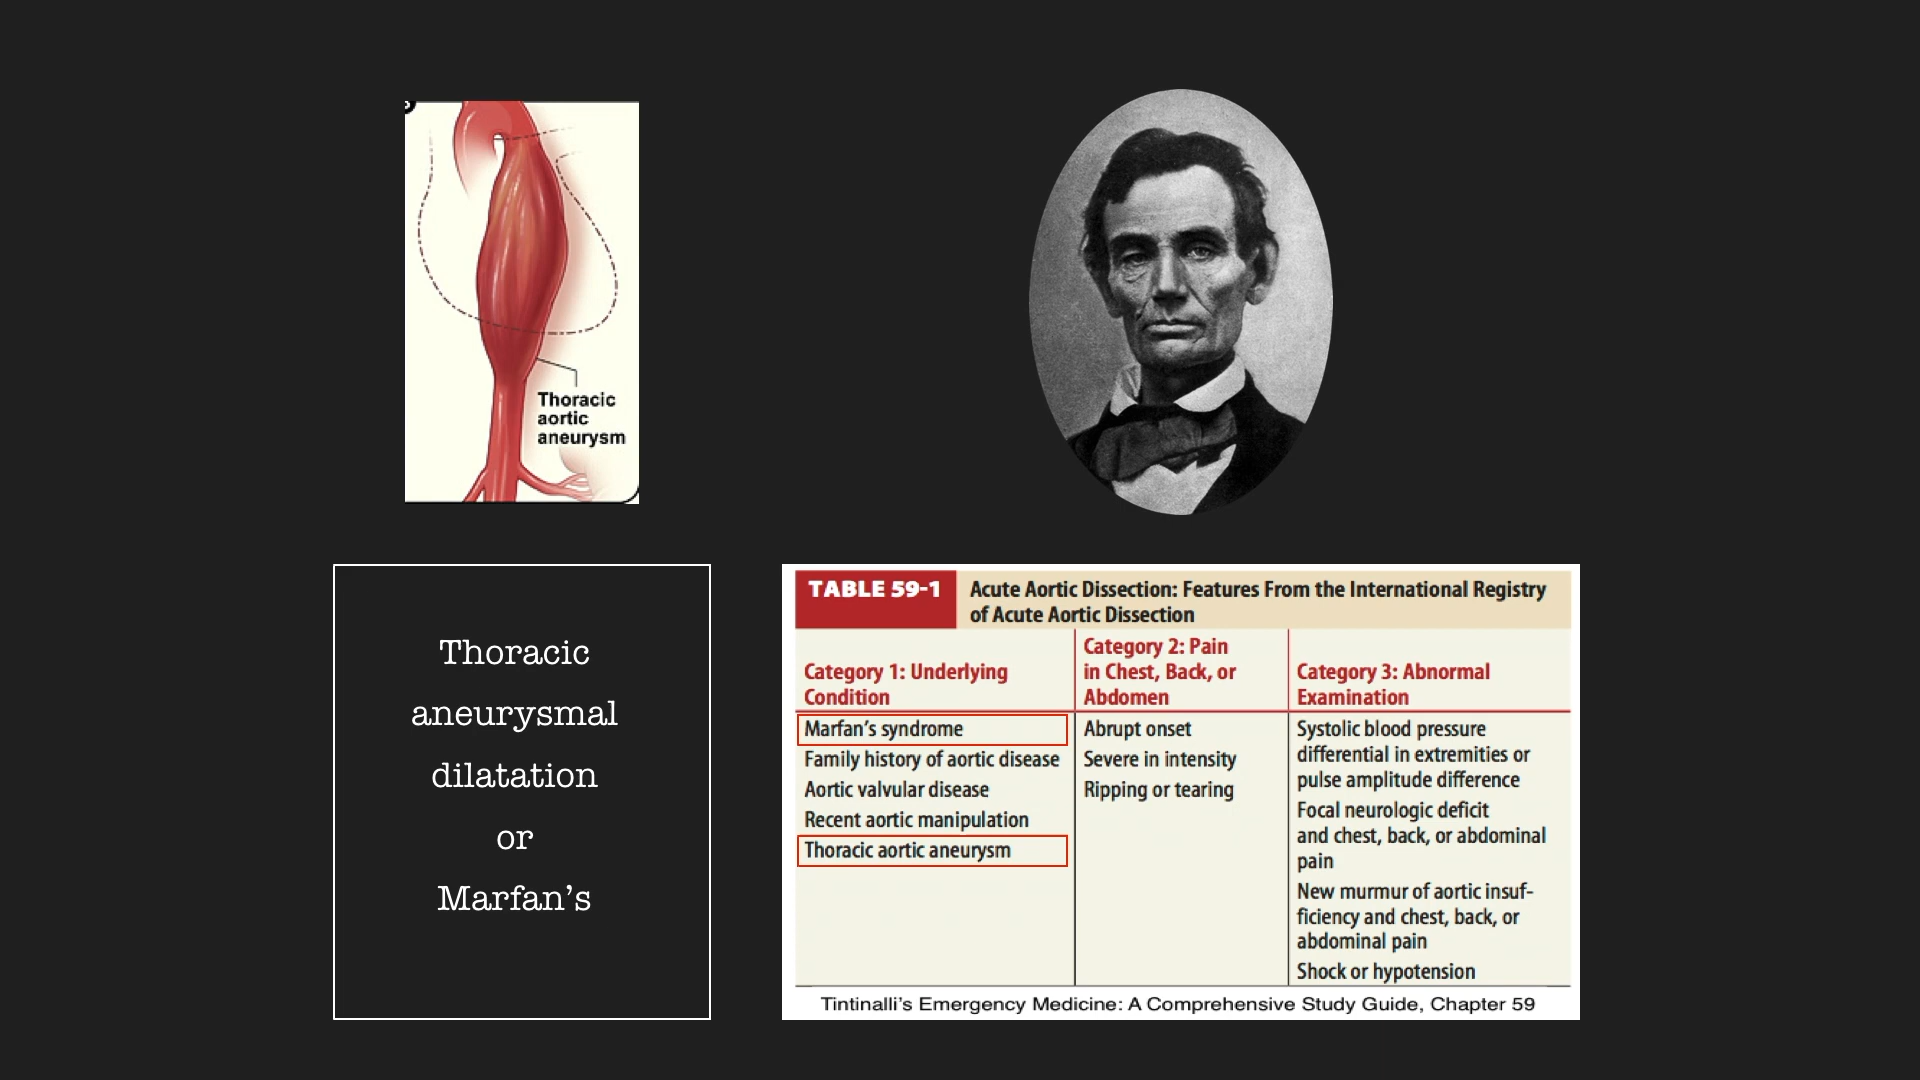 Thoracic
aortic
aneurysm
Thoracic
aneurysmal
dilatation
or
Marfan’s
TABLE 59-1
Acute Aortic Dissection: Features From the International Registry
of Acute Aortic Dissection
Category 1: Underlying
Condition
Marfan’s syndrome
Family history of aortic disease
Aortic valvular disease
Recent aortic manipulation
Thoracic aortic aneurysm
Category 2: Pain
in Chest, Back, or
Abdomen
Abrupt onset
Severe in intensity
Ripping or tearing
Category 3: Abnormal
Examination
Systolic blood pressure
differential in extremities or
pulse amplitude difference
Focal neurologic deficit
and chest, back, or abdominal
pain
New murmur of aortic insuf-
ficiency and chest, back, or
abdominal pain
Shock or hypotension
Tintinalli’s Emergency Medicine: A Comprehensive Study Guide, Chapter 59